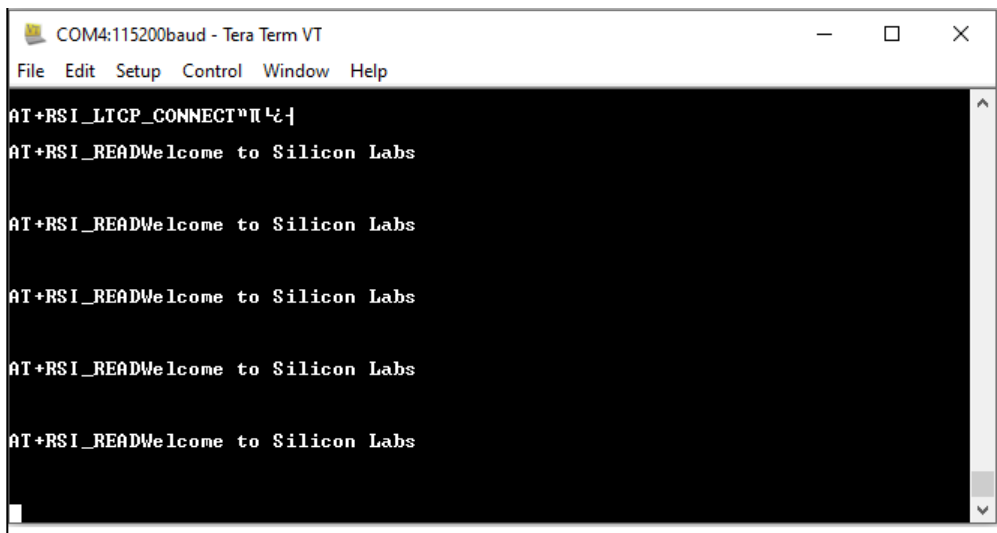 COM4:115200baud - Tera Term VT
File Edit Setup Control Window Help
AT+RSI_LTCP_CONNECT
AT+RSI_READWelcome to Silicon Labs
AT+RSI_READWelcome to Silicon Labs
AT+RSI_READWelcome to Silicon Labs
AT+RSI_READWelcome to Silicon Labs
AT+RSI_READWelcome to Silicon Labs